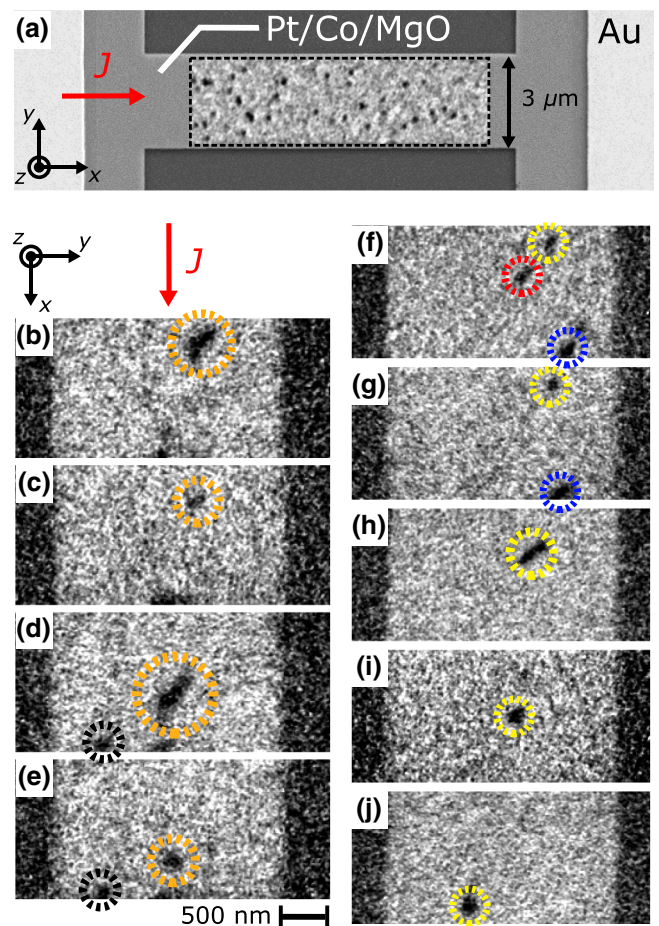 (a)
Pt/Co/MgO
Au
J
3 μm
y
z
x
z
y
x
J
(b)
(c)
(d)
(e)
500 nm
(f)
(g)
(h)
(i)
(j)